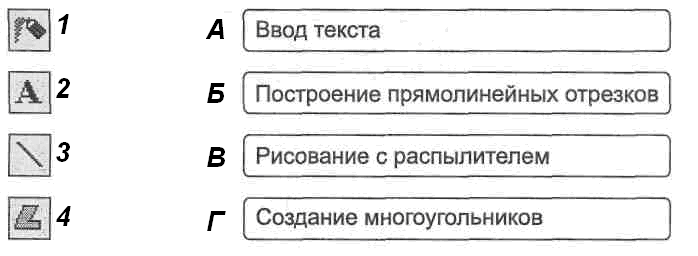 1 А Ввод текста
A 2 Б Построение прямолинейных отрезков
3 В Рисование с распылителем
4 Г Создание многоугольников